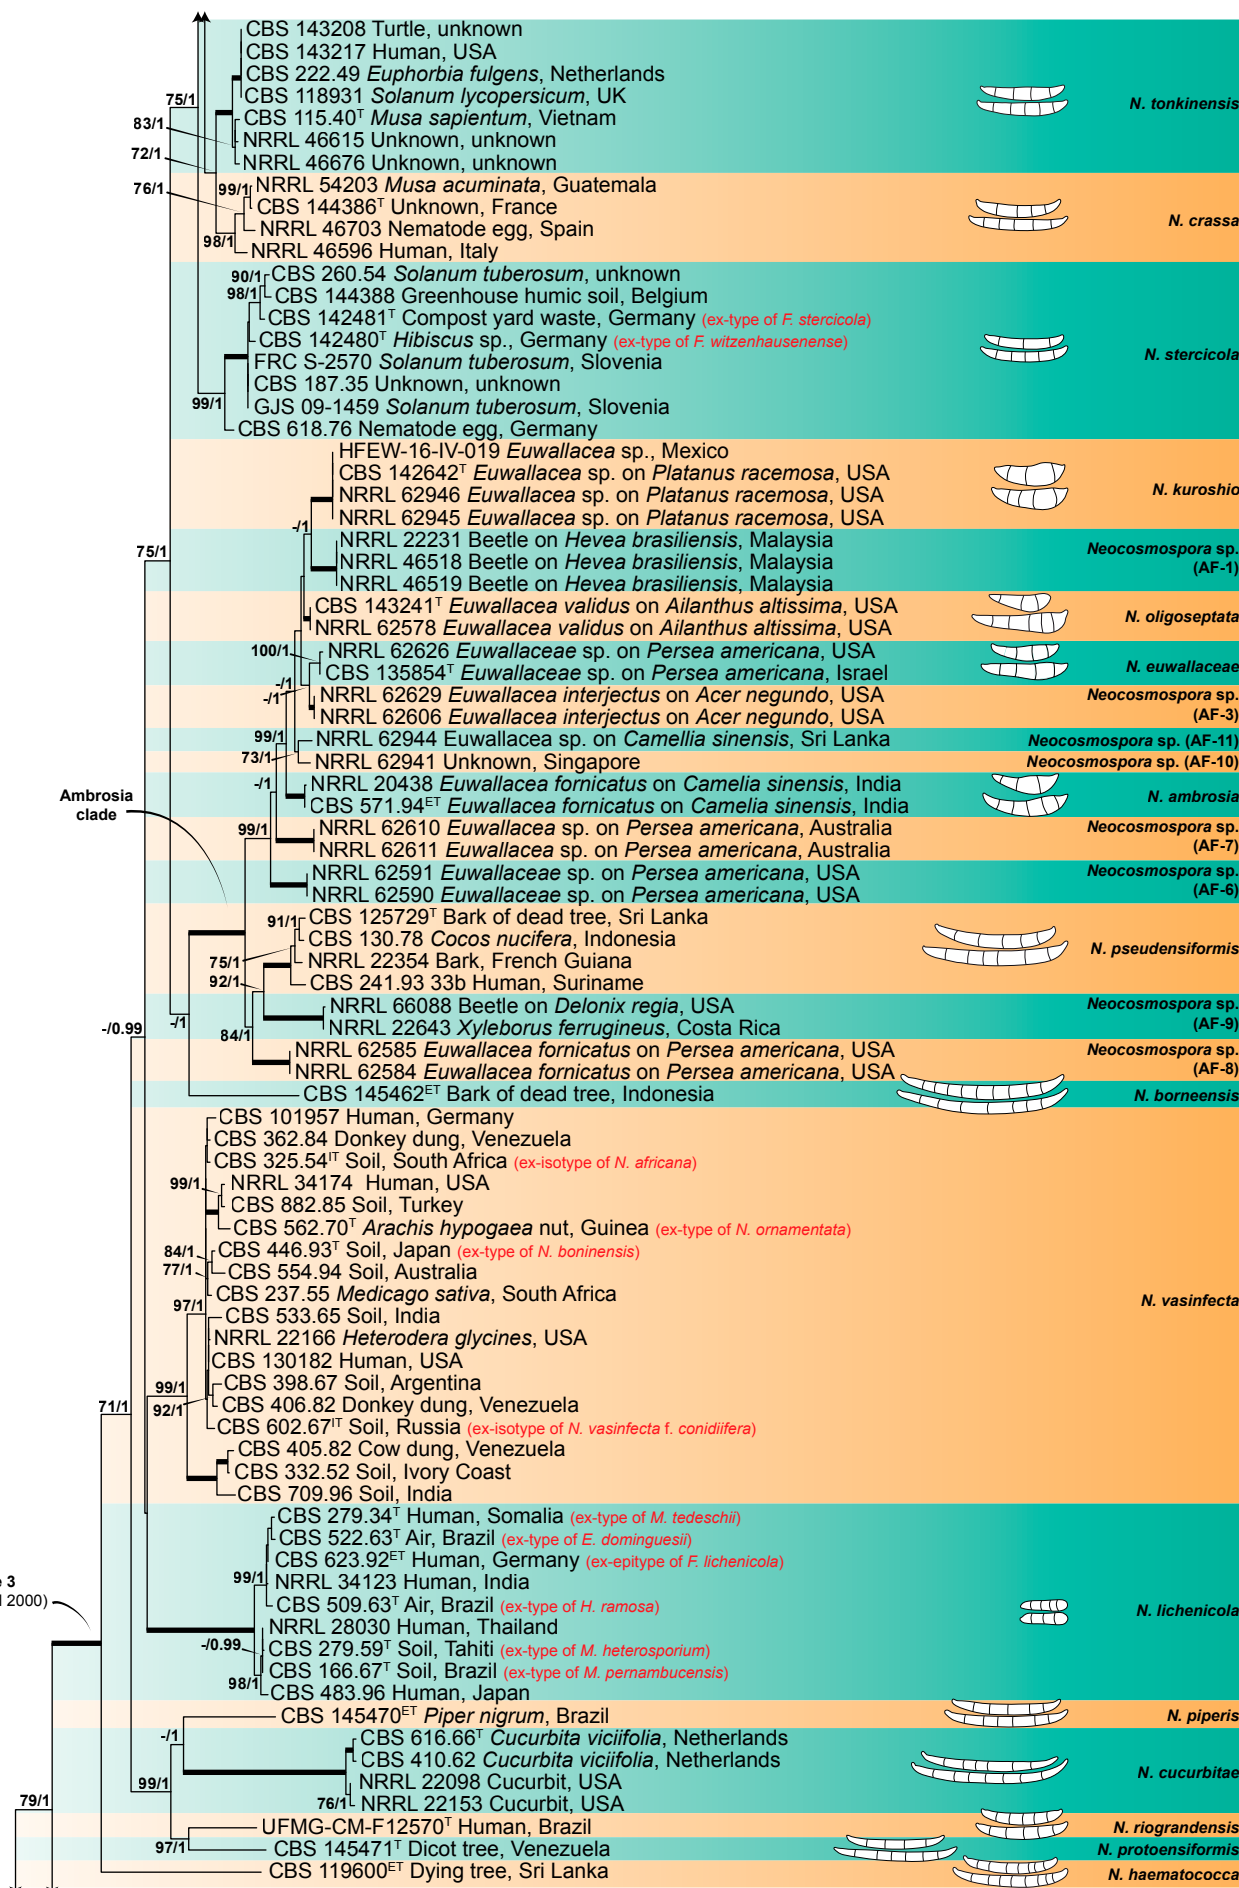 CBS 143208 Turtle, unknown
CBS 143217 Human, USA
CBS 222.49 Euphorbia fulgens, Netherlands
75/1 CBS 118931 Solanum lycopersicum, UK N. tonkinensis
83/1 CBS 115.40T Musa sapientum, Vietnam
NRRL 46615 Unknown, unknown
72/1 NRRL 46676 Unknown, unknown
76/1 99/1 NRRL 54203 Musa acuminata, Guatemala
CBS 144386T Unknown, France
N. crassa
98/1 NRRL 46703 Nematode egg, Spain
NRRL 46596 Human, Italy
90/1 CBS 260.54 Solanum tuberosum, unknown
98/1 CBS 144388 Greenhouse humic soil, Belgium
CBS 142481T Compost yard waste, Germany (ex-type of F. stercicola)
CBS 142480T Hibiscus sp., Germany (ex-type of F. witzenhausenense)
N. stercicola
FRC S-2570 Solanum tuberosum, Slovenia
CBS 187.35 Unknown, unknown
99/1 GJS 09-1459 Solanum tuberosum, Slovenia
CBS 618.76 Nematode egg, Germany
HFEW-16-IV-019 Euwallacea sp., Mexico
CBS 142642T Euwallacea sp. on Platanus racemosa, USA
N. kuroshio
NRRL 62946 Euwallacea sp. on Platanus racemosa, USA
NRRL 62945 Euwallacea sp. on Platanus racemosa, USA
-/1
NRRL 22231 Beetle on Hevea brasiliensis, Malaysia
75/1 Neocosmospora sp.
NRRL 46518 Beetle on Hevea brasiliensis, Malaysia (AF-1)
NRRL 46519 Beetle on Hevea brasiliensis, Malaysia
CBS 143241T Euwallacea validus on Ailanthus altissima, USA
N. oligoseptata
NRRL 62578 Euwallacea validus on Ailanthus altissima, USA
100/1 NRRL 62626 Euwallaceae sp. on Persea americana, USA
N. euwallaceae
CBS 135854T Euwallaceae sp. on Persea americana, Israel
-/1
-/1 NRRL 62629 Euwallacea interjectus on Acer negundo, USA Neocosmospora sp.
NRRL 62606 Euwallacea interjectus on Acer negundo, USA (AF-3)
99/1 NRRL 62944 Euwallacea sp. on Camellia sinensis, Sri Lanka Neocosmospora sp. (AF-11)
73/1 NRRL 62941 Unknown, Singapore Neocosmospora sp. (AF-10)
-/1 NRRL 20438 Euwallacea fornicatus on Camelia sinensis, India
N. ambrosia
Ambrosia
clade
CBS 571.94ET Euwallacea fornicatus on Camelia sinensis, India
99/1 NRRL 62610 Euwallacea sp. on Persea americana, Australia Neocosmospora sp.
NRRL 62611 Euwallacea sp. on Persea americana, Australia (AF-7)
NRRL 62591 Euwallaceae sp. on Persea americana, USA Neocosmospora sp.
NRRL 62590 Euwallaceae sp. on Persea americana, USA (AF-6)
91/1 CBS 125729T Bark of dead tree, Sri Lanka
CBS 130.78 Cocos nucifera, Indonesia
N. pseudensiformis
75/1 NRRL 22354 Bark, French Guiana
92/1 CBS 241.93 33b Human, Suriname
NRRL 66088 Beetle on Delonix regia, USA Neocosmospora sp.
-/0.99 -/1 84/1 NRRL 22643 Xyleborus ferrugineus, Costa Rica (AF-9)
NRRL 62585 Euwallacea fornicatus on Persea americana, USA Neocosmospora sp.
NRRL 62584 Euwallacea fornicatus on Persea americana, USA (AF-8)
CBS 145462ET Bark of dead tree, Indonesia N. borneensis
CBS 101957 Human, Germany
CBS 362.84 Donkey dung, Venezuela
CBS 325.54IT Soil, South Africa (ex-isotype of N. africana)
99/1 NRRL 34174 Human, USA
CBS 882.85 Soil, Turkey
CBS 562.70T Arachis hypogaea nut, Guinea (ex-type of N. ornamentata)
84/1 CBS 446.93T Soil, Japan (ex-type of N. boninensis)
77/1 CBS 554.94 Soil, Australia
CBS 237.55 Medicago sativa, South Africa
N. vasinfecta
97/1 CBS 533.65 Soil, India
NRRL 22166 Heterodera glycines, USA
CBS 130182 Human, USA
99/1 CBS 398.67 Soil, Argentina
71/1 92/1 CBS 406.82 Donkey dung, Venezuela
CBS 602.67IT Soil, Russia (ex-isotype of N. vasinfecta f. conidiifera)
CBS 405.82 Cow dung, Venezuela
CBS 332.52 Soil, Ivory Coast
CBS 709.96 Soil, India
CBS 279.34T Human, Somalia (ex-type of M. tedeschii)
CBS 522.63T Air, Brazil (ex-type of E. dominguesii)
CBS 623.92ET Human, Germany (ex-epitype of F. lichenicola)
99/1 NRRL 34123 Human, India
3
2000)
CBS 509.63T Air, Brazil (ex-type of H. ramosa)
N. lichenicola
NRRL 28030 Human, Thailand
-/0.99 CBS 279.59T Soil, Tahiti (ex-type of M. heterosporium)
CBS 166.67T Soil, Brazil (ex-type of M. pernambucensis)
98/1 CBS 483.96 Human, Japan
CBS 145470ET Piper nigrum, Brazil N. piperis
-/1 CBS 616.66T Cucurbita viciifolia, Netherlands
CBS 410.62 Cucurbita viciifolia, Netherlands
N. cucurbitae
99/1 NRRL 22098 Cucurbit, USA
79/1 76/1 NRRL 22153 Cucurbit, USA
UFMG-CM-F12570T Human, Brazil N. riograndensis
97/1 CBS 145471T Dicot tree, Venezuela N. protoensiformis
CBS 119600ET Dying tree, Sri Lanka N. haematococca